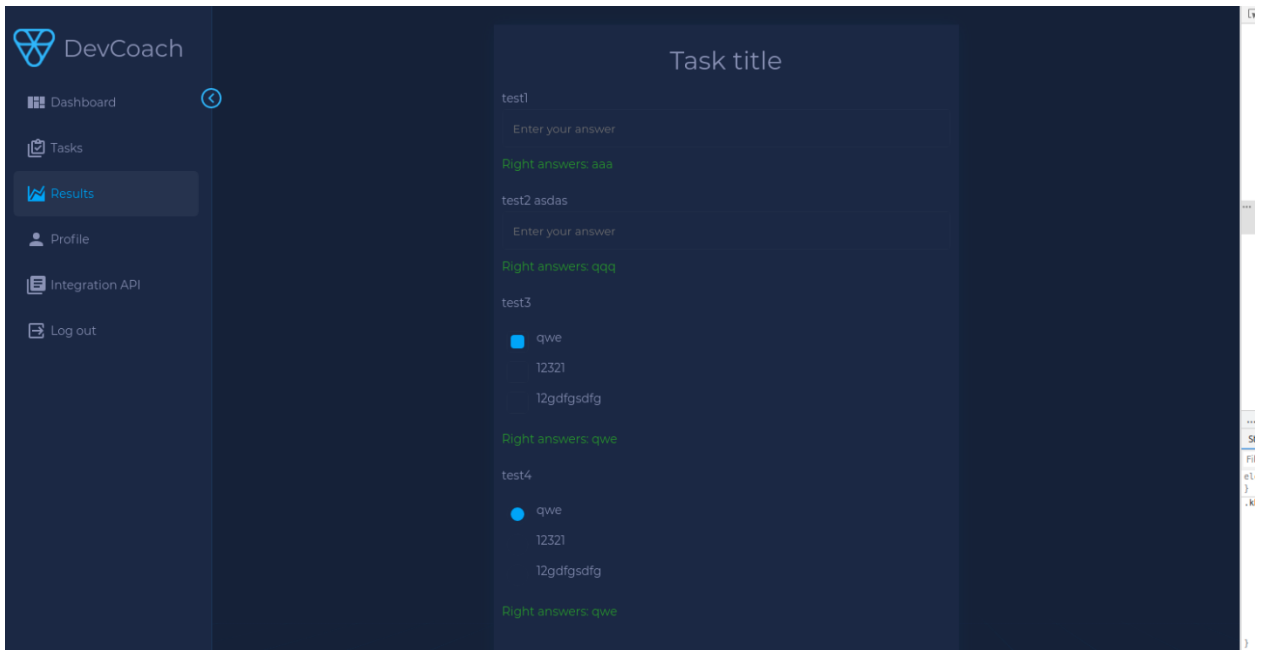 DevCoach
Dashboard
Tasks
Results
Profile
Integration API
Log out
Task title
test1
Enter your answer
Right answers: aaa
test2 asdas
Enter your answer
Right answers: qqq
test3
qwe
12321
12gdfgsdfg
Right answers: qwe
test4
qwe
12321
12gdfgsdfg
Right answers: qwe
...
...
Fil
el
}
.k
}